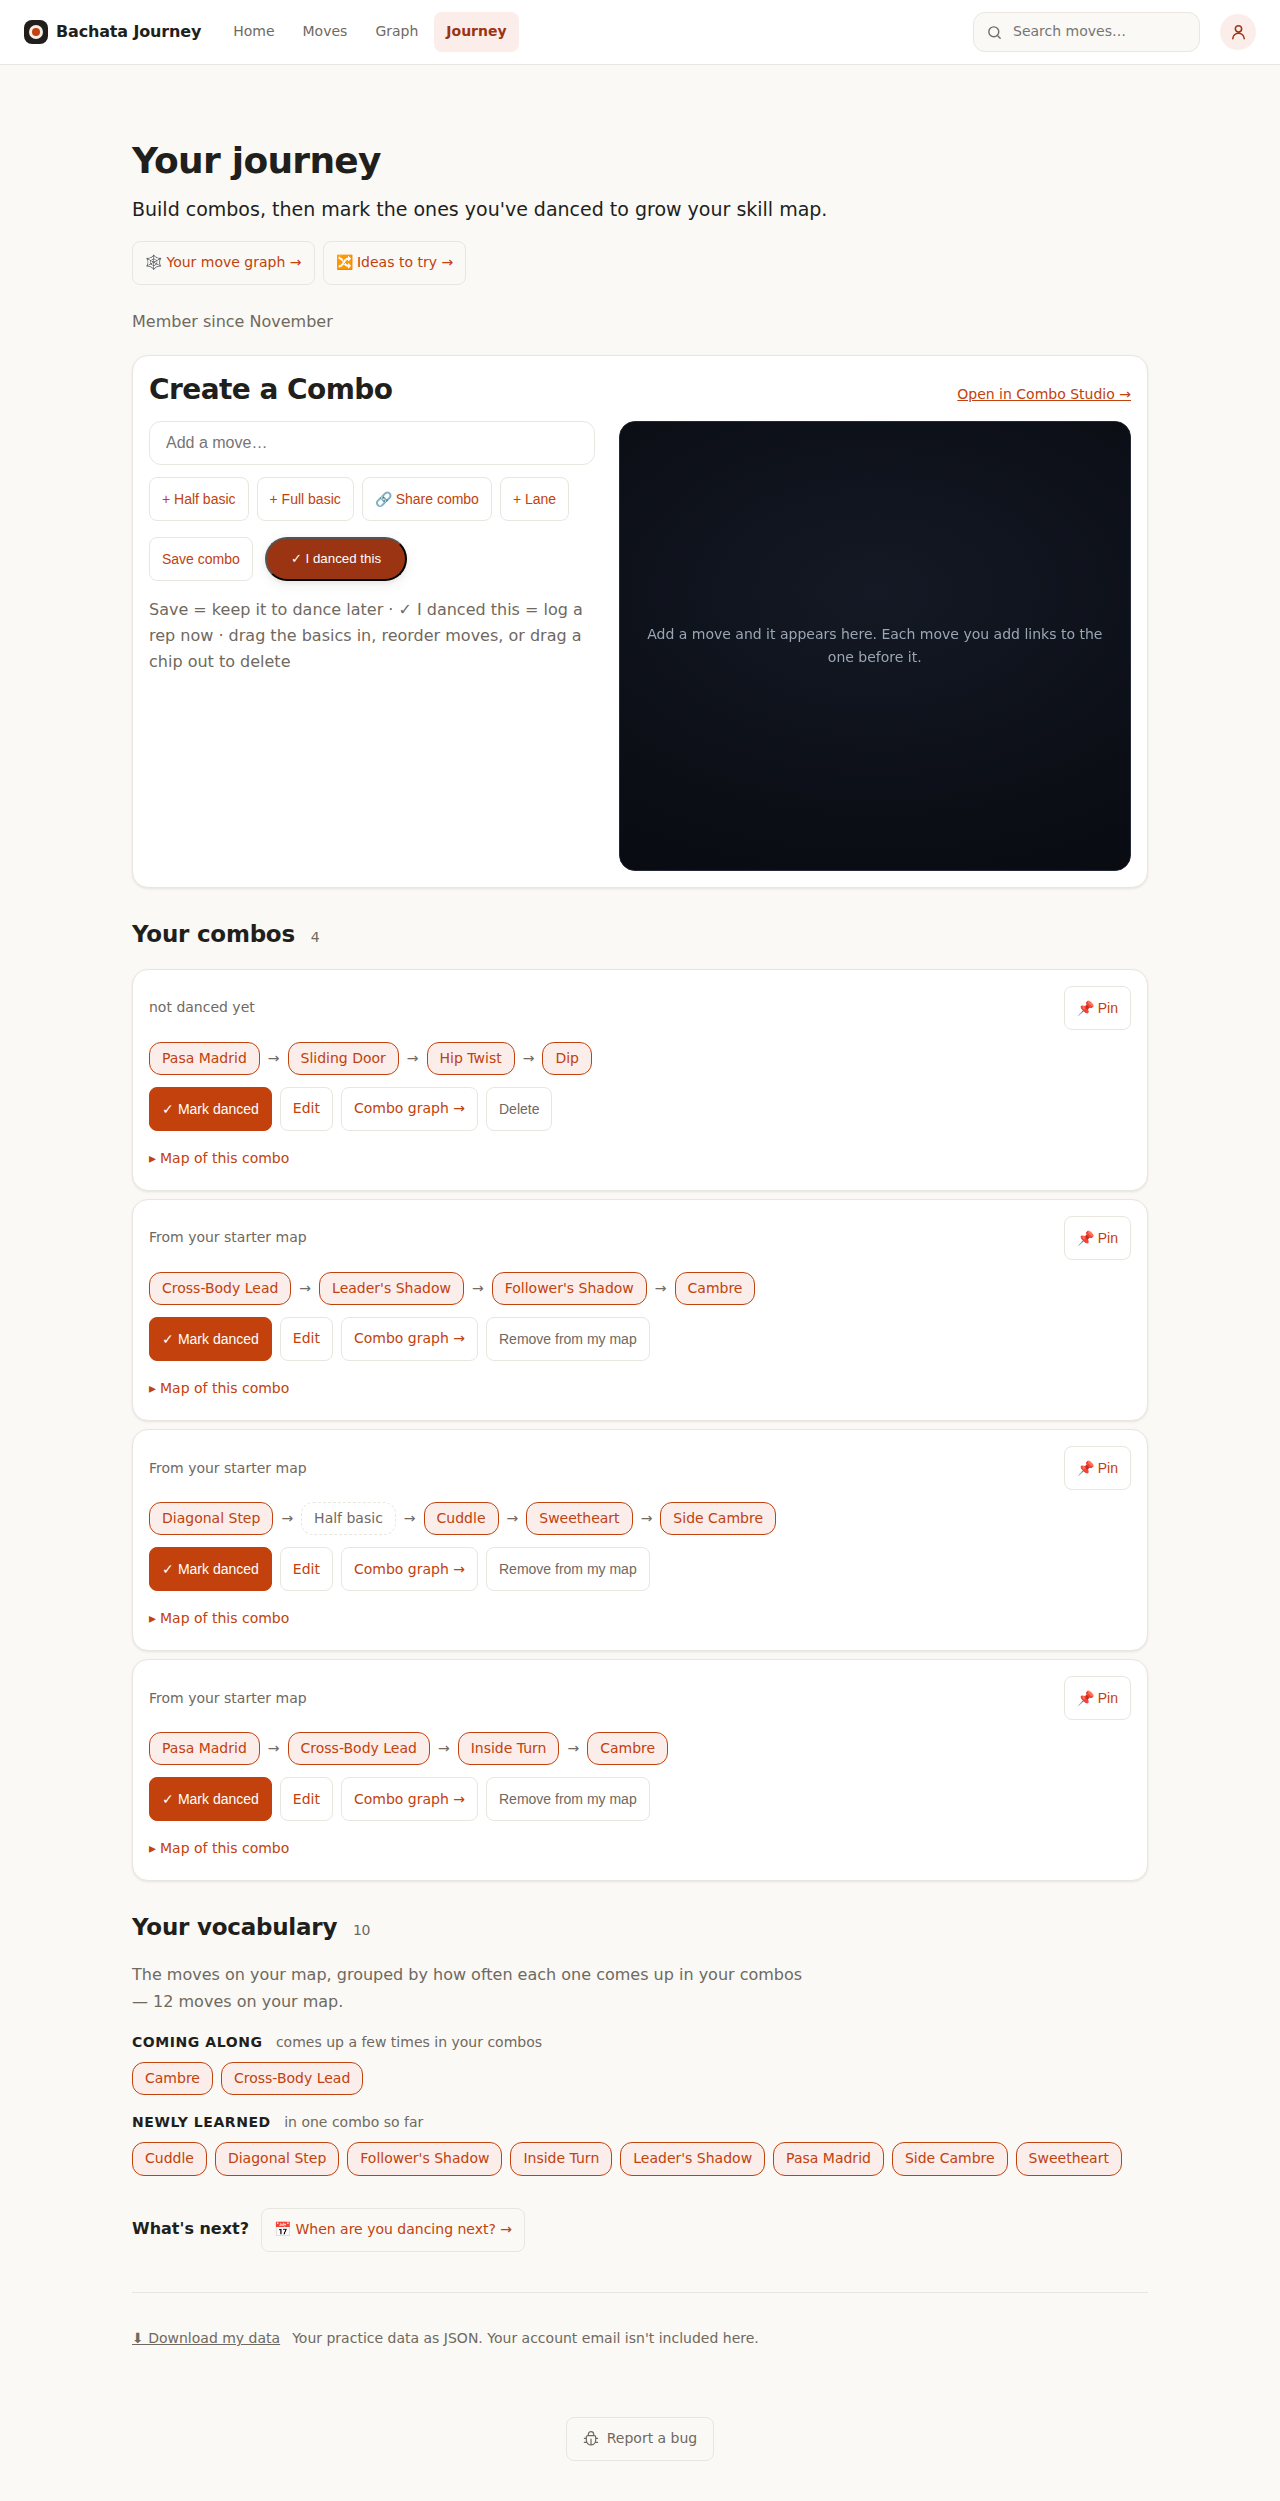 Bachata Journey Home Moves Graph Journey Search moves...
Your journey
Build combos, then mark the ones you've danced to grow your skill map.
🕸 Your move graph → 🔀 Ideas to try →
Member since November
Create a Combo Open in Combo Studio →
Add a move…
+ Half basic + Full basic 🔗 Share combo + Lane
Save combo ✓ I danced this
Save = keep it to dance later · ✓ I danced this = log a
rep now · drag the basics in, reorder moves, or drag a
chip out to delete
Add a move and it appears here. Each move you add links to the
one before it.
Your combos 4
not danced yet 📌 Pin
Pasa Madrid → Sliding Door → Hip Twist → Dip
✓ Mark danced Edit Combo graph → Delete
▸ Map of this combo
From your starter map 📌 Pin
Cross-Body Lead → Leader's Shadow → Follower's Shadow → Cambre
✓ Mark danced Edit Combo graph → Remove from my map
▸ Map of this combo
From your starter map 📌 Pin
Diagonal Step → Half basic → Cuddle → Sweetheart → Side Cambre
✓ Mark danced Edit Combo graph → Remove from my map
▸ Map of this combo
From your starter map 📌 Pin
Pasa Madrid → Cross-Body Lead → Inside Turn → Cambre
✓ Mark danced Edit Combo graph → Remove from my map
▸ Map of this combo
Your vocabulary 10
The moves on your map, grouped by how often each one comes up in your combos
— 12 moves on your map.
COMING ALONG comes up a few times in your combos
Cambre Cross-Body Lead
NEWLY LEARNED in one combo so far
Cuddle Diagonal Step Follower's Shadow Inside Turn Leader's Shadow Pasa Madrid Side Cambre Sweetheart
What's next? 📅 When are you dancing next? →
⬇ Download my data Your practice data as JSON. Your account email isn't included here.
Report a bug